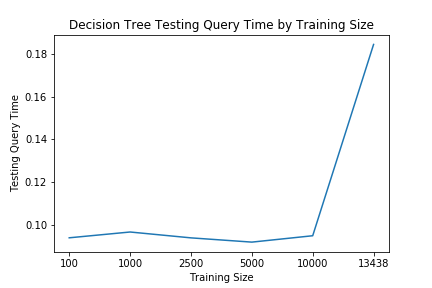 Decision Tree Testing Query Time by Training Size
0.18
0.16
0.14
0.12
0.10
Testing Query Time
100 1000 2500 5000 10000 13438
Training Size